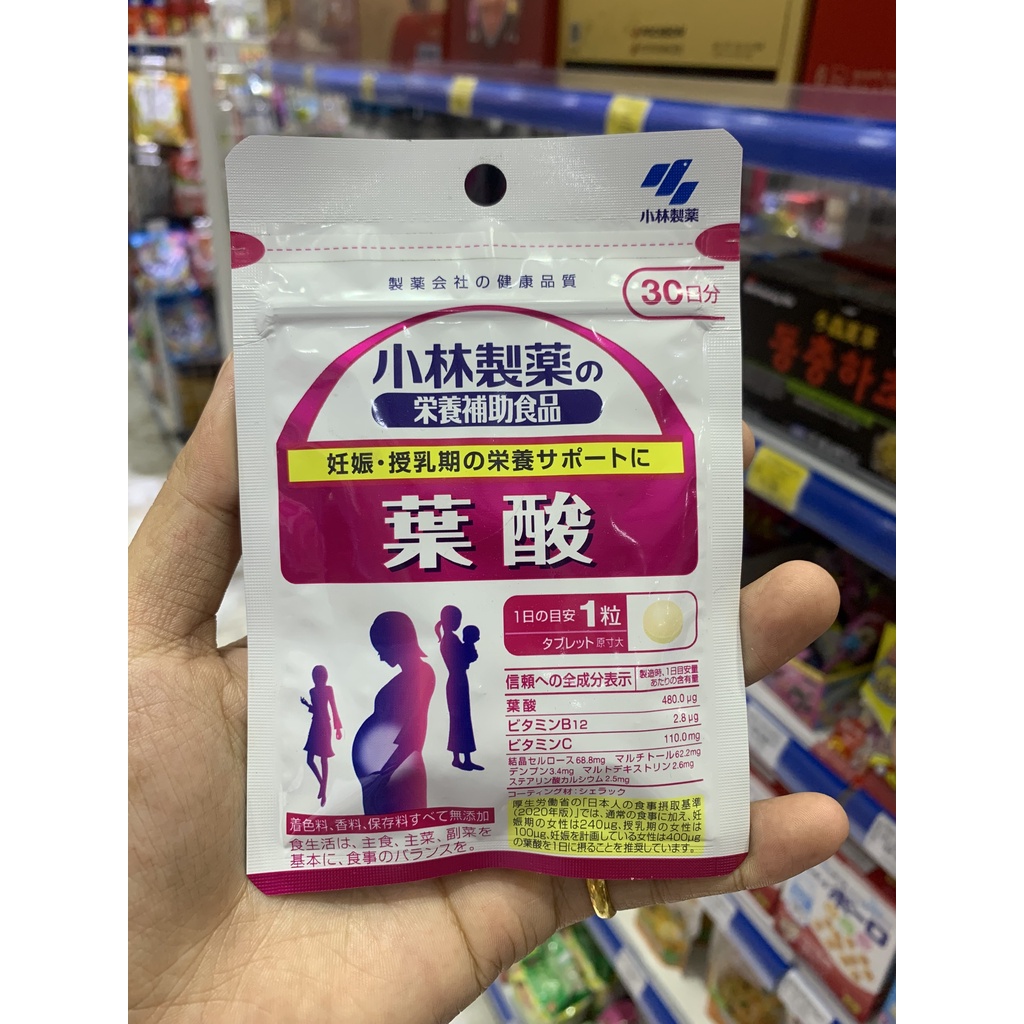 小林製薬
製薬会社の健康品質
30日分
小林製薬の
栄養補助食品
妊娠・授乳期の栄養サポートに
葉酸
1日の目安 1粒
タブレット 原寸大
信頼への全成分表示 製造時、1日目安量
あたりの含有量
葉酸 480.0μg
ビタミンB12 2.8μg
ビタミンC 110.0mg
結晶セルロース68.8mg マルチトール62.2mg
デンプン3.4mg マルトデキストリン2.6mg
ステアリン酸カルシウム2.5mg
コーティング材:シェラック
厚生労働省の「日本人の食事摂取基準
(2020年版)」では、通常の食事に加え、妊
娠期の女性は240μg、授乳期の女性は
100μg、妊娠を計画している女性は400μg
の葉酸を1日に摂ることを推奨しています。
着色料、香料、保存料すべて無添加
食生活は、主食、主菜、副菜を
基本に、食事のバランスを。
동충하초